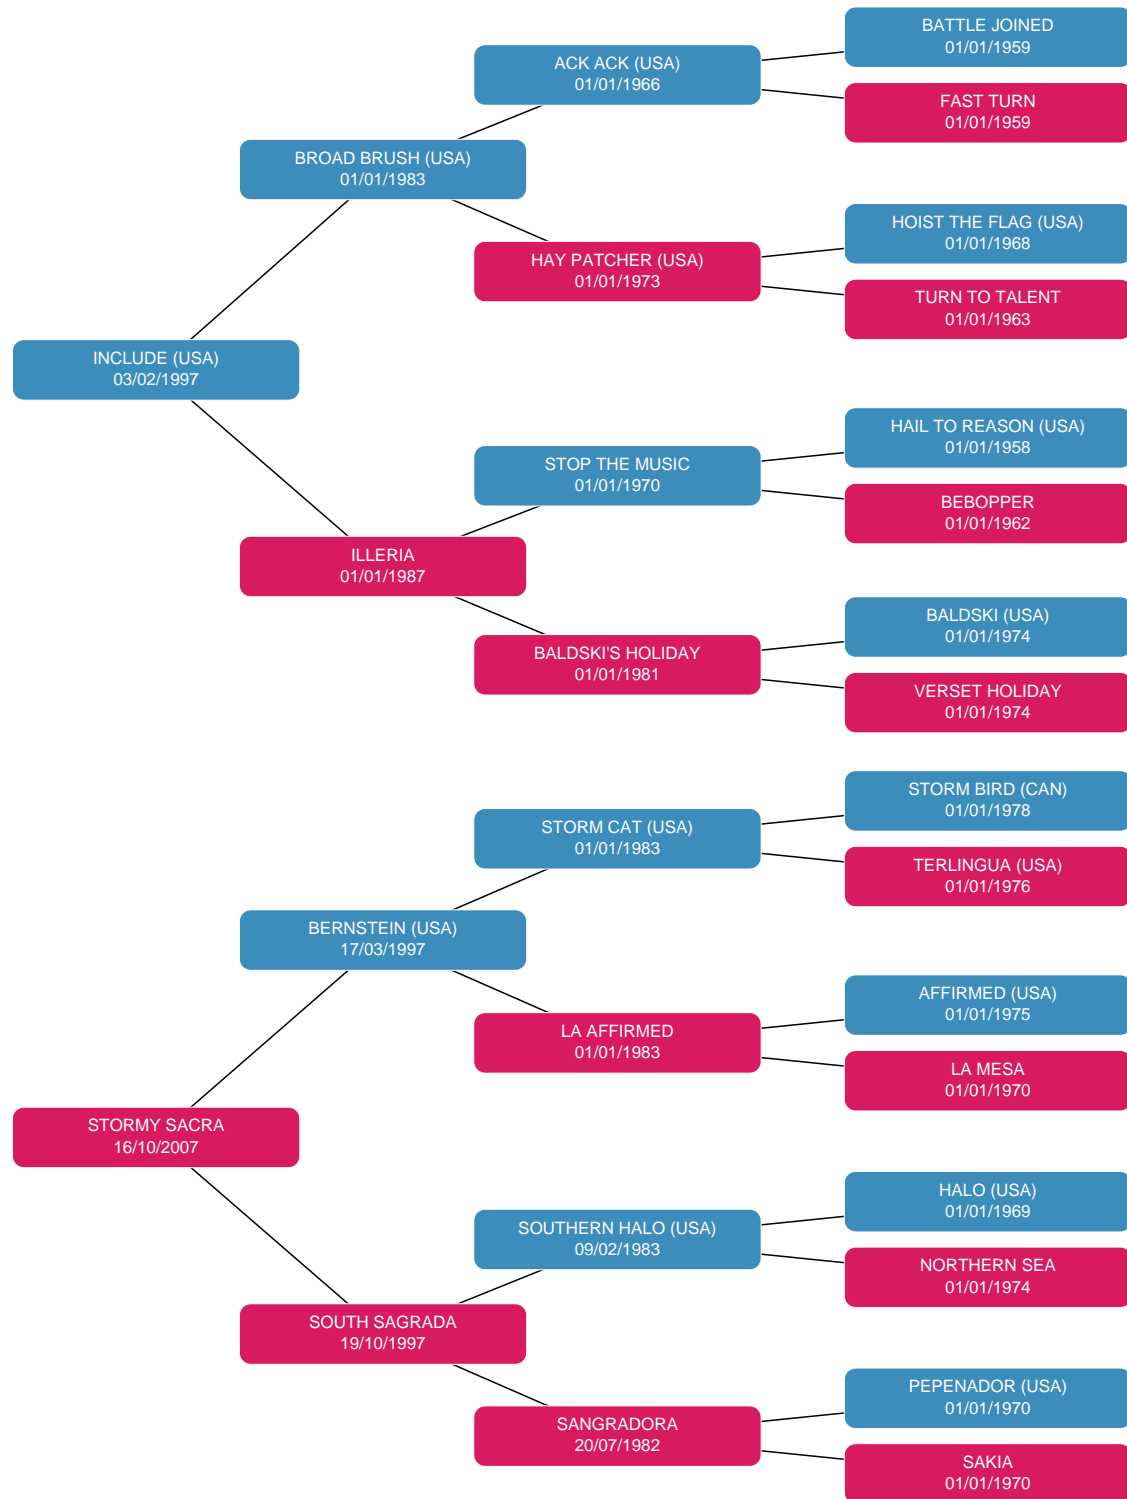 BATTLE JOINED
01/01/1959
ACK ACK (USA)
01/01/1966
FAST TURN
01/01/1959
BROAD BRUSH (USA)
01/01/1983
HOIST THE FLAG (USA)
01/01/1968
HAY PATCHER (USA)
01/01/1973
TURN TO TALENT
01/01/1963
INCLUDE (USA)
03/02/1997
HAIL TO REASON (USA)
01/01/1958
STOP THE MUSIC
01/01/1970
BEBOPPER
01/01/1962
ILLERIA
01/01/1987
BALDSKI (USA)
01/01/1974
BALDSKI'S HOLIDAY
01/01/1981
VERSET HOLIDAY
01/01/1974
STORM BIRD (CAN)
01/01/1978
STORM CAT (USA)
01/01/1983
TERLINGUA (USA)
01/01/1976
BERNSTEIN (USA)
17/03/1997
AFFIRMED (USA)
01/01/1975
LA AFFIRMED
01/01/1983
LA MESA
01/01/1970
STORMY SACRA
16/10/2007
HALO (USA)
01/01/1969
SOUTHERN HALO (USA)
09/02/1983
NORTHERN SEA
01/01/1974
SOUTH SAGRADA
19/10/1997
PEPENADOR (USA)
01/01/1970
SANGRADORA
20/07/1982
SAKIA
01/01/1970